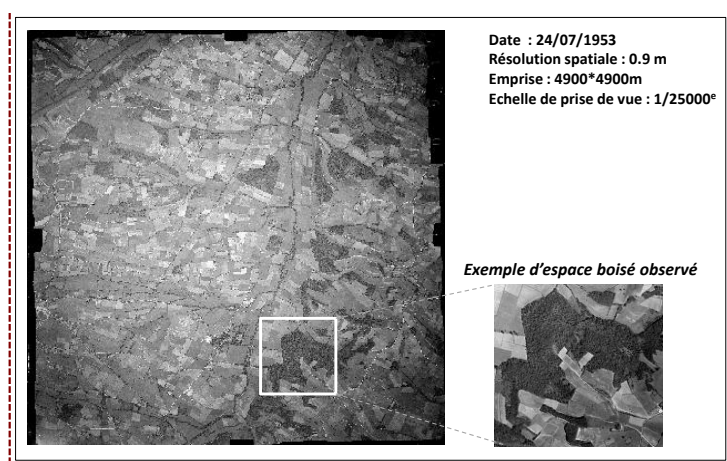 Date : 24/07/1953
Résolution spatiale : 0.9 m
Emprise : 4900*4900m
Echelle de prise de vue : 1/25000e
Exemple d'espace boisé observé